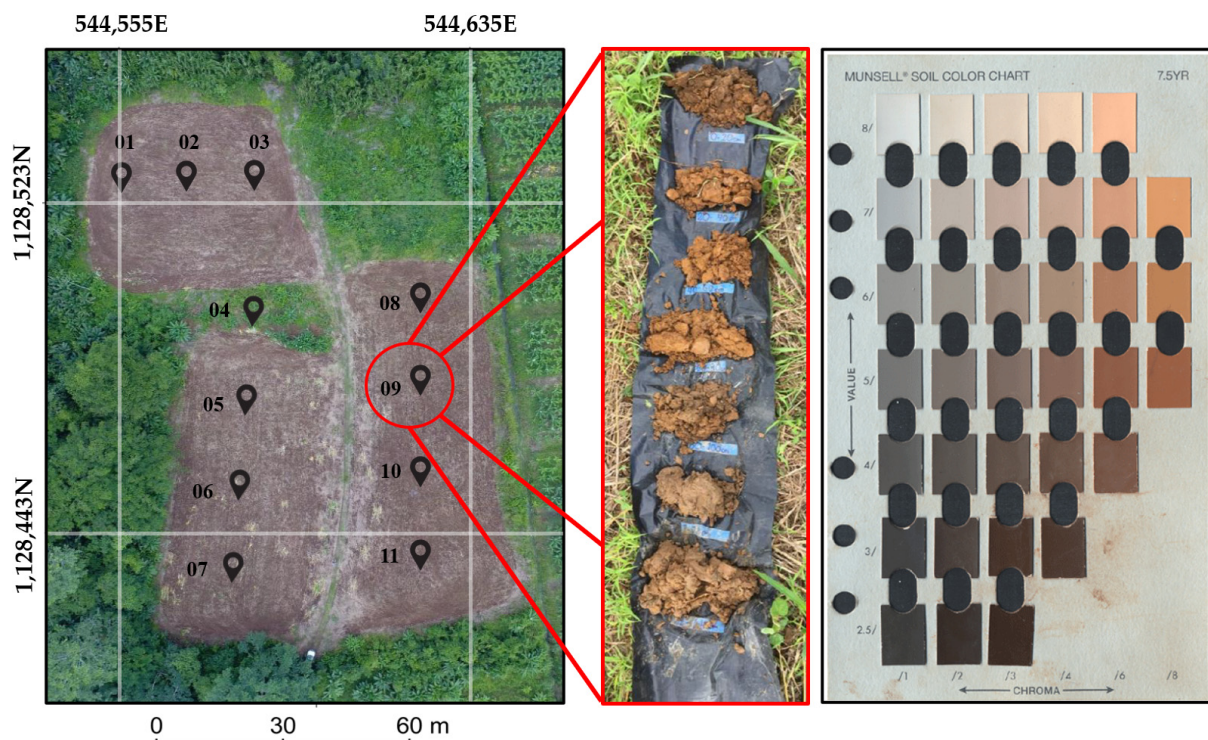 544,555E
544,635E
1,128,523N
1,128,443N
01
02
03
04
05
06
07
08
09
10
11
0
30
60 m
MUNSELL® SOIL COLOR CHART
7.5YR
8/
7/
6/
5/
4/
3/
2.5/
VALUE
/1
/2
/3
/4
/6
/8
CHROMA